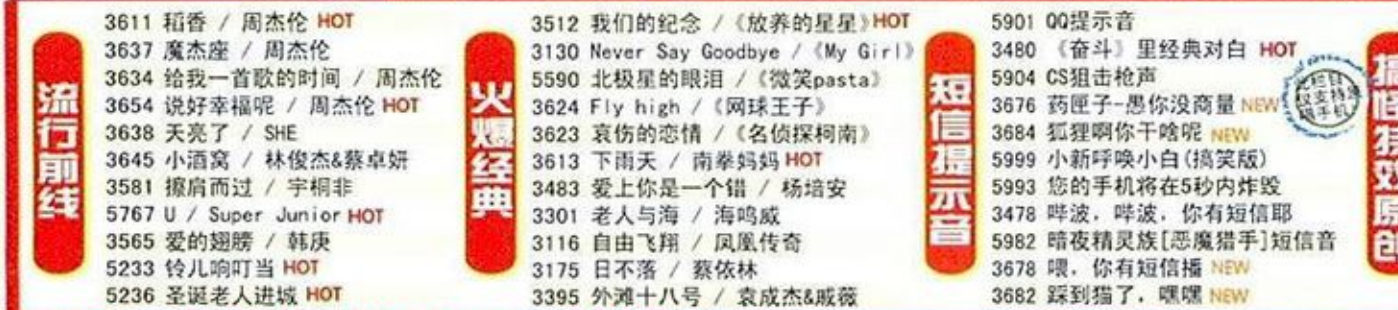 流行前线
3611 稻香 / 周杰伦 HOT
3637 魔杰座 / 周杰伦
3634 给我一首歌的时间 / 周杰伦
3654 说好幸福呢 / 周杰伦 HOT
3638 天亮了 / SHE
3645 小酒窝 / 林俊杰&蔡卓妍
3581 擦肩而过 / 宇桐非
5767 U / Super Junior HOT
3565 爱的翅膀 / 韩庚
5233 铃儿响叮当 HOT
5236 圣诞老人进城 HOT
火爆经典
3512 我们的纪念 /《放养的星星》HOT
3130 Never Say Goodbye /《My Girl》
5590 北极星的眼泪 /《微笑pasta》
3624 Fly high /《网球王子》
3623 哀伤的恋情 /《名侦探柯南》
3613 下雨天 / 南拳妈妈 HOT
3483 爱上你是一个错 / 杨培安
3301 老人与海 / 海鸣威
3116 自由飞翔 / 凤凰传奇
3175 日不落 / 蔡依林
3395 外滩十八号 / 袁成杰&戚薇
短信提示音
5901 QQ提示音
3480 《奋斗》里经典对白 HOT
5904 CS狙击枪声
3676 药匣子-愚你没商量 NEW
3684 狐狸啊你干啥呢 NEW
5999 小新呼唤小白(搞笑版)
5993 您的手机将在5秒内炸毁
3478 哔波，哔波，你有短信耶
5982 暗夜精灵族[恶魔猎手]短信音
3678 喂，你有短信播 NEW
3682 踩到猫了，嘿嘿 NEW